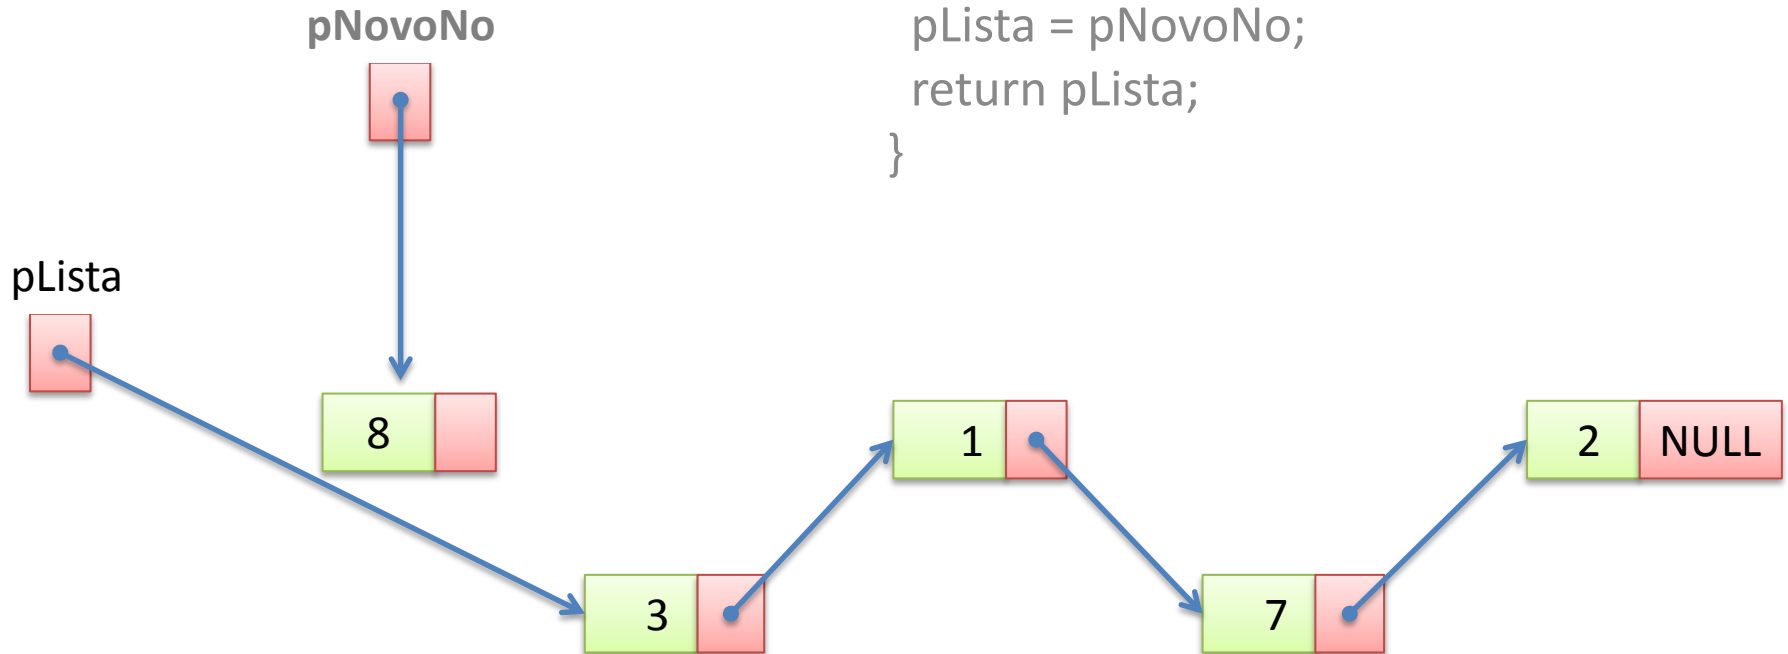 pNovoNo
pLista = pNovoNo;
return pLista;
}
pLista
8
1
2 NULL
3
7